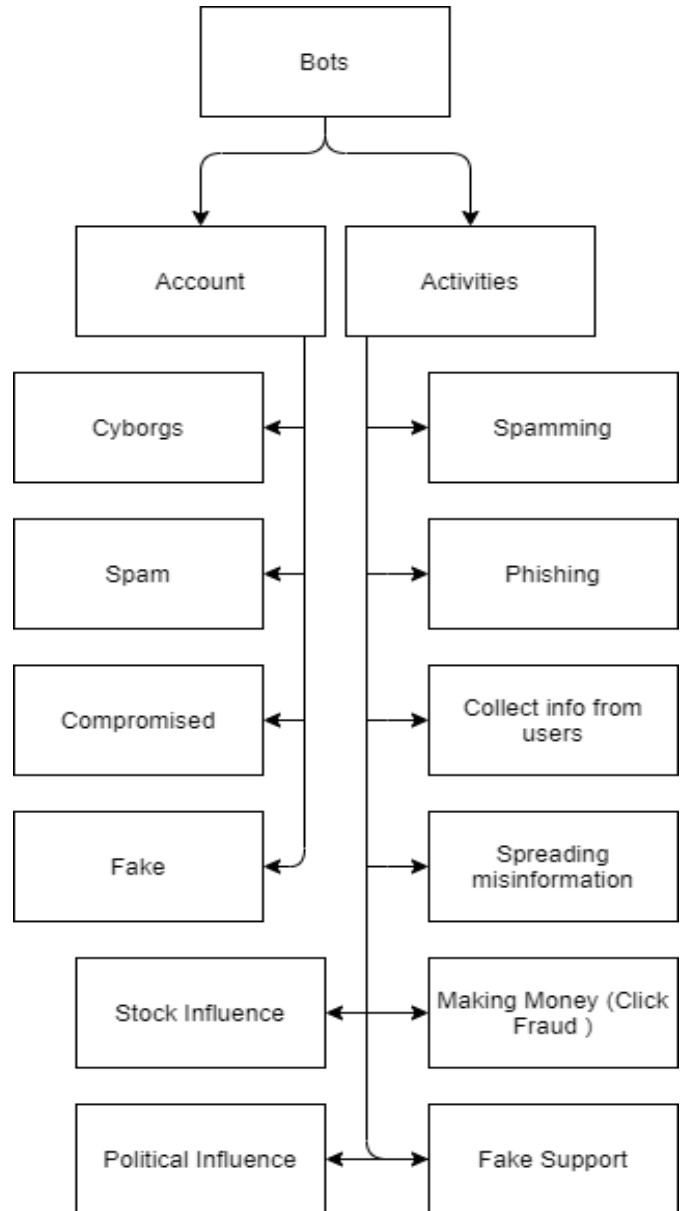 Bots
Account
Activities
Cyborgs
Spamming
Spam
Phishing
Compromised
Collect info from
users
Fake
Spreading
misinformation
Stock Influence
Making Money (Click
Fraud )
Political Influence
Fake Support